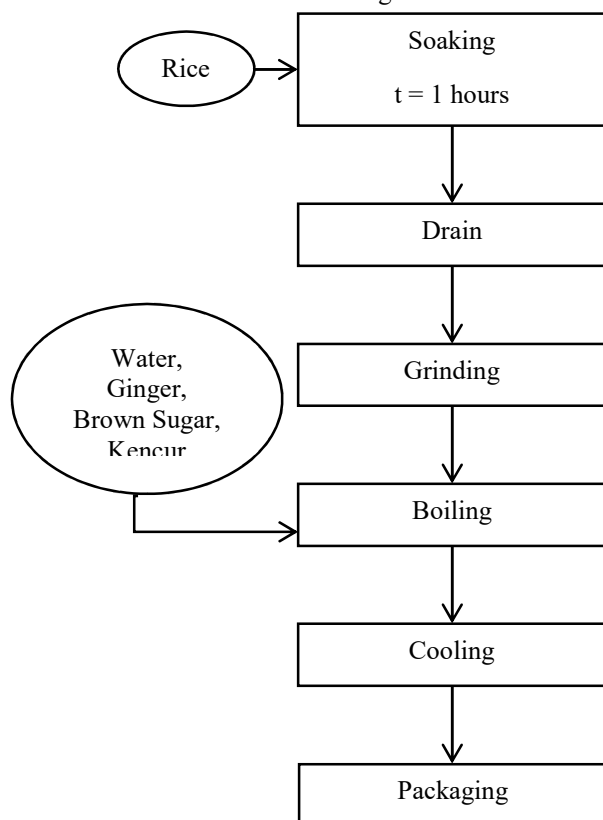 Rice
Soaking
t = 1 hours
Drain
Grinding
Water,
Ginger,
Brown Sugar,
Kencur
Boiling
Cooling
Packaging